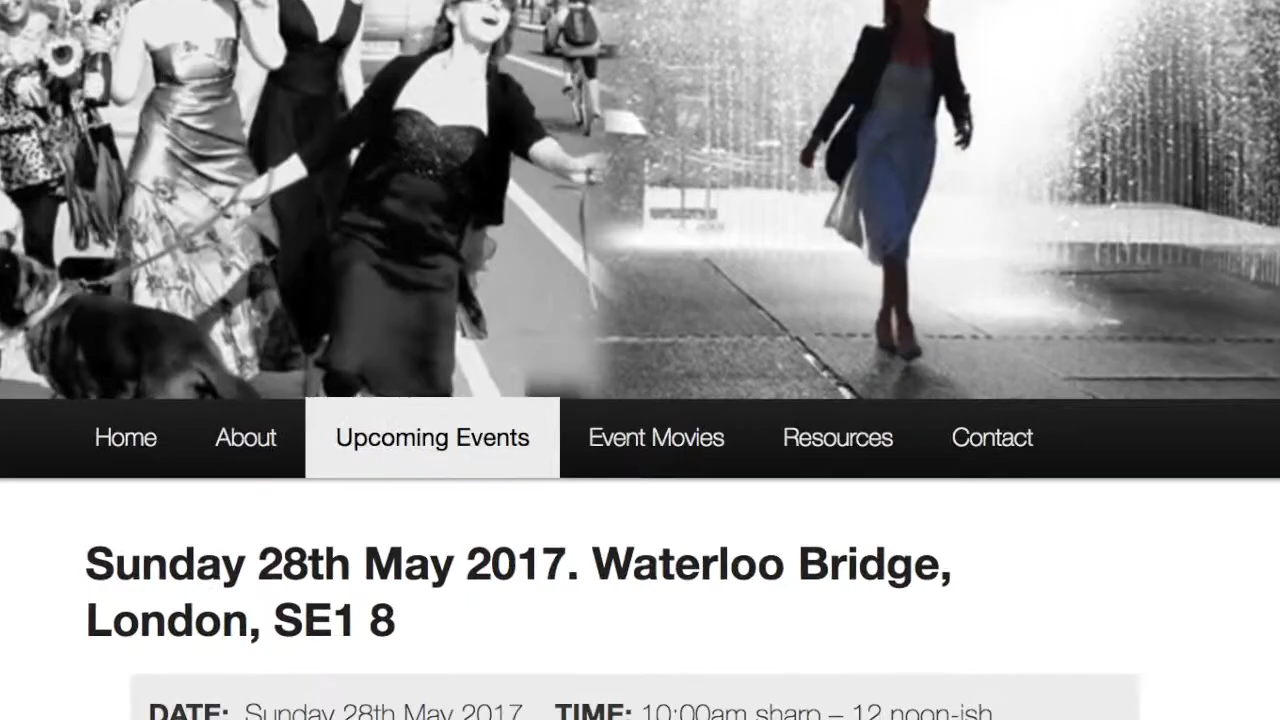 Home About Upcoming Events Event Movies Resources Contact
Sunday 28th May 2017. Waterloo Bridge,
London, SE1 8
DATE: Sunday 28th May 2017 TIME: 10:00am sharp – 12 noon-ish